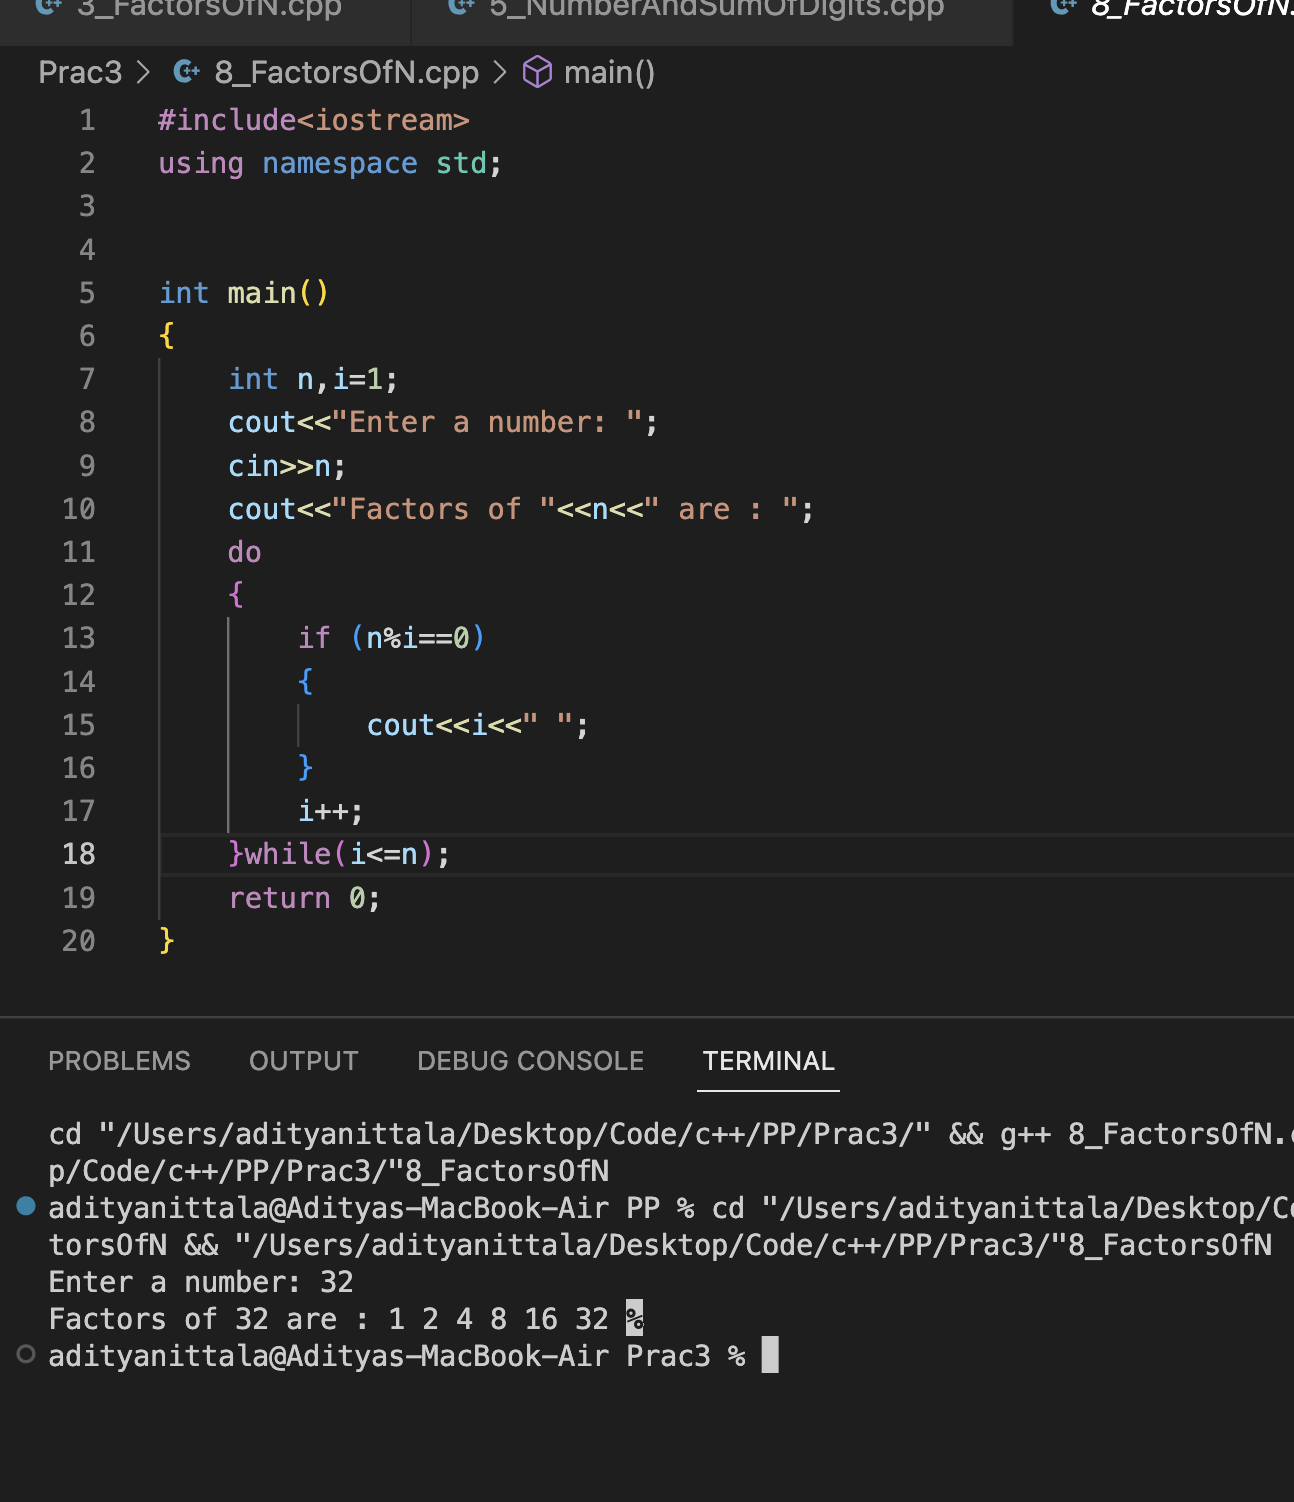 3_FactorsOfN.cpp 5_NumberAndSumOfDigits.cpp 8_FactorsOfN.
Prac3 > 8_FactorsOfN.cpp > main()
1 #include<iostream>
2 using namespace std;
3
4
5 int main()
6 {
7 int n,i=1;
8 cout<<"Enter a number: ";
9 cin>>n;
10 cout<<"Factors of "<<n<<" are : ";
11 do
12 {
13 if (n%i==0)
14 {
15 cout<<i<<" ";
16 }
17 i++;
18 }while(i<=n);
19 return 0;
20 }
PROBLEMS OUTPUT DEBUG CONSOLE TERMINAL
cd "/Users/adityanittala/Desktop/Code/c++/PP/Prac3/" && g++ 8_FactorsOfN.c
p/Code/c++/PP/Prac3/"8_FactorsOfN
adityanittala@Adityas-MacBook-Air PP % cd "/Users/adityanittala/Desktop/Co
torsOfN && "/Users/adityanittala/Desktop/Code/c++/PP/Prac3/"8_FactorsOfN
Enter a number: 32
Factors of 32 are : 1 2 4 8 16 32 %
adityanittala@Adityas-MacBook-Air Prac3 %